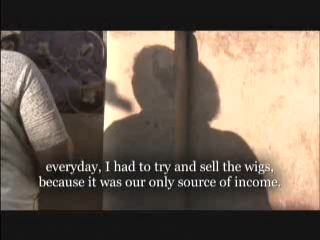 everyday, I had to try and sell the wigs,
because it was our only source of income.